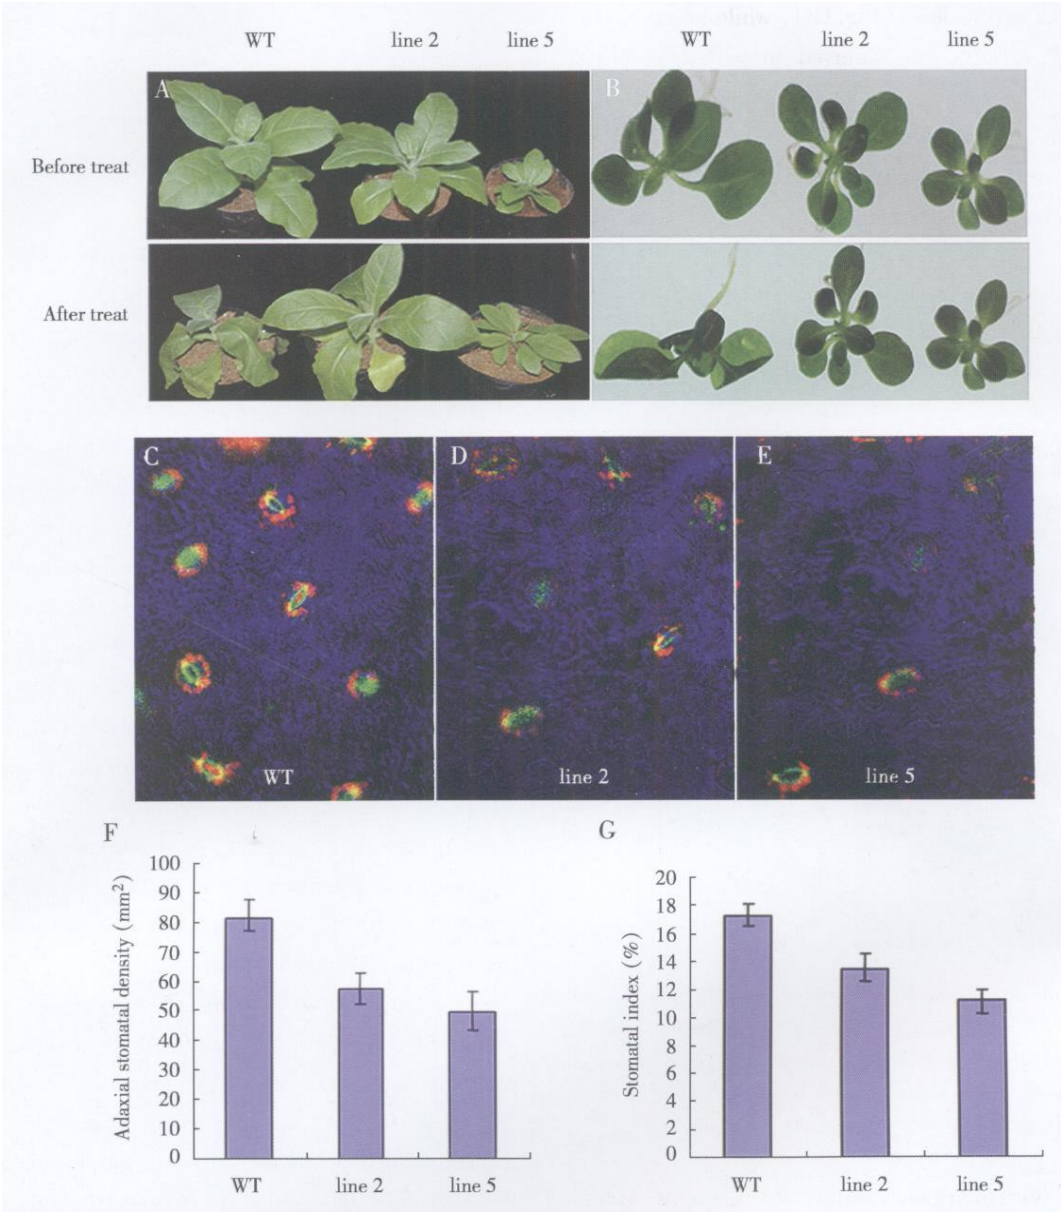 WT line 2 line 5 WT line 2 line 5
A B
Before treat
After treat
C D E
WT line 2 line 5
F G
Adaxial stomatal density (mm²)
100
90
80
70
60
50
40
30
20
10
0
WT line 2 line 5
Stomatal index (%)
20
18
16
14
12
10
8
6
4
2
0
WT line 2 line 5